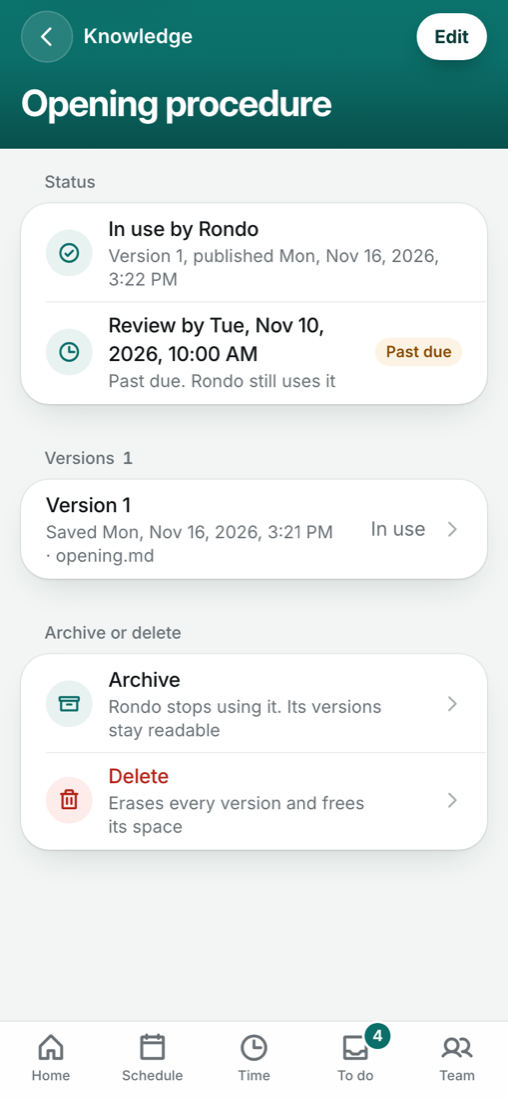 Knowledge
Edit
Opening procedure
Status
In use by Rondo
Version 1, published Mon, Nov 16, 2026,
3:22 PM
Review by Tue, Nov 10,
2026, 10:00 AM
Past due. Rondo still uses it
Past due
Versions 1
Version 1
Saved Mon, Nov 16, 2026, 3:21 PM
· opening.md
In use
Archive or delete
Archive
Rondo stops using it. Its versions
stay readable
Delete
Erases every version and frees
its space
4
Home
Schedule
Time
To do
Team